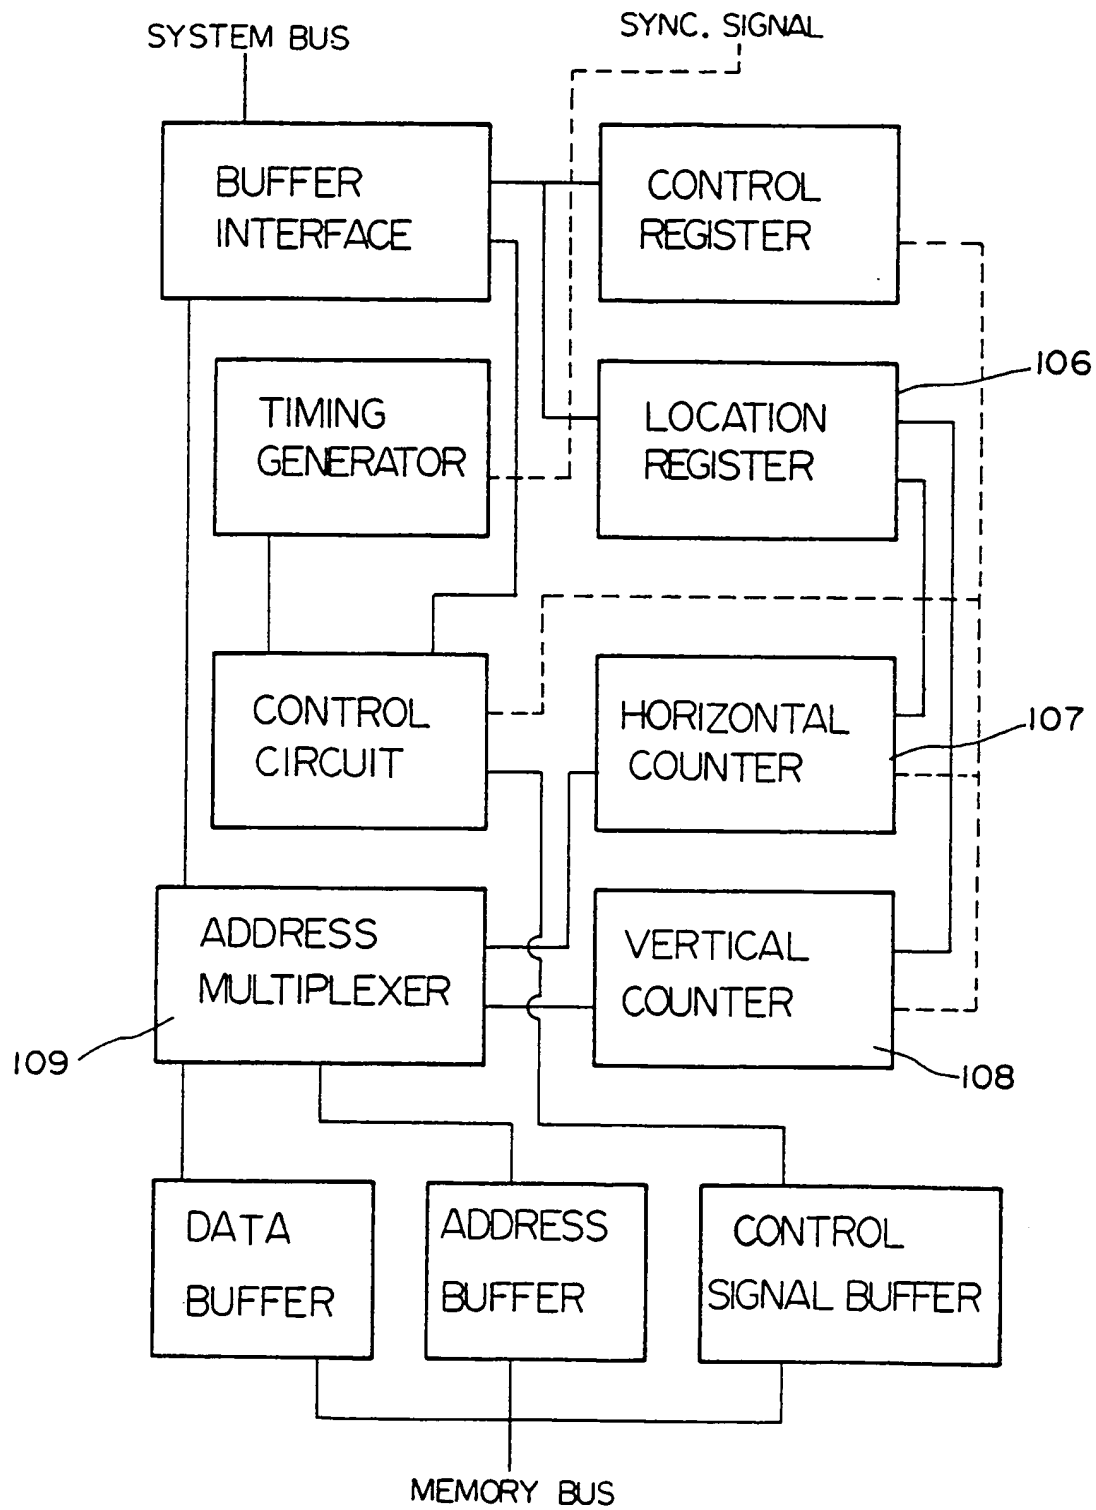 SYSTEM BUS
SYNC. SIGNAL
BUFFER
INTERFACE
CONTROL
REGISTER
TIMING
GENERATOR
LOCATION
REGISTER
106
CONTROL
CIRCUIT
HORIZONTAL
COUNTER
107
ADDRESS
MULTIPLEXER
109
VERTICAL
COUNTER
108
DATA
BUFFER
ADDRESS
BUFFER
CONTROL
SIGNAL BUFFER
MEMORY BUS